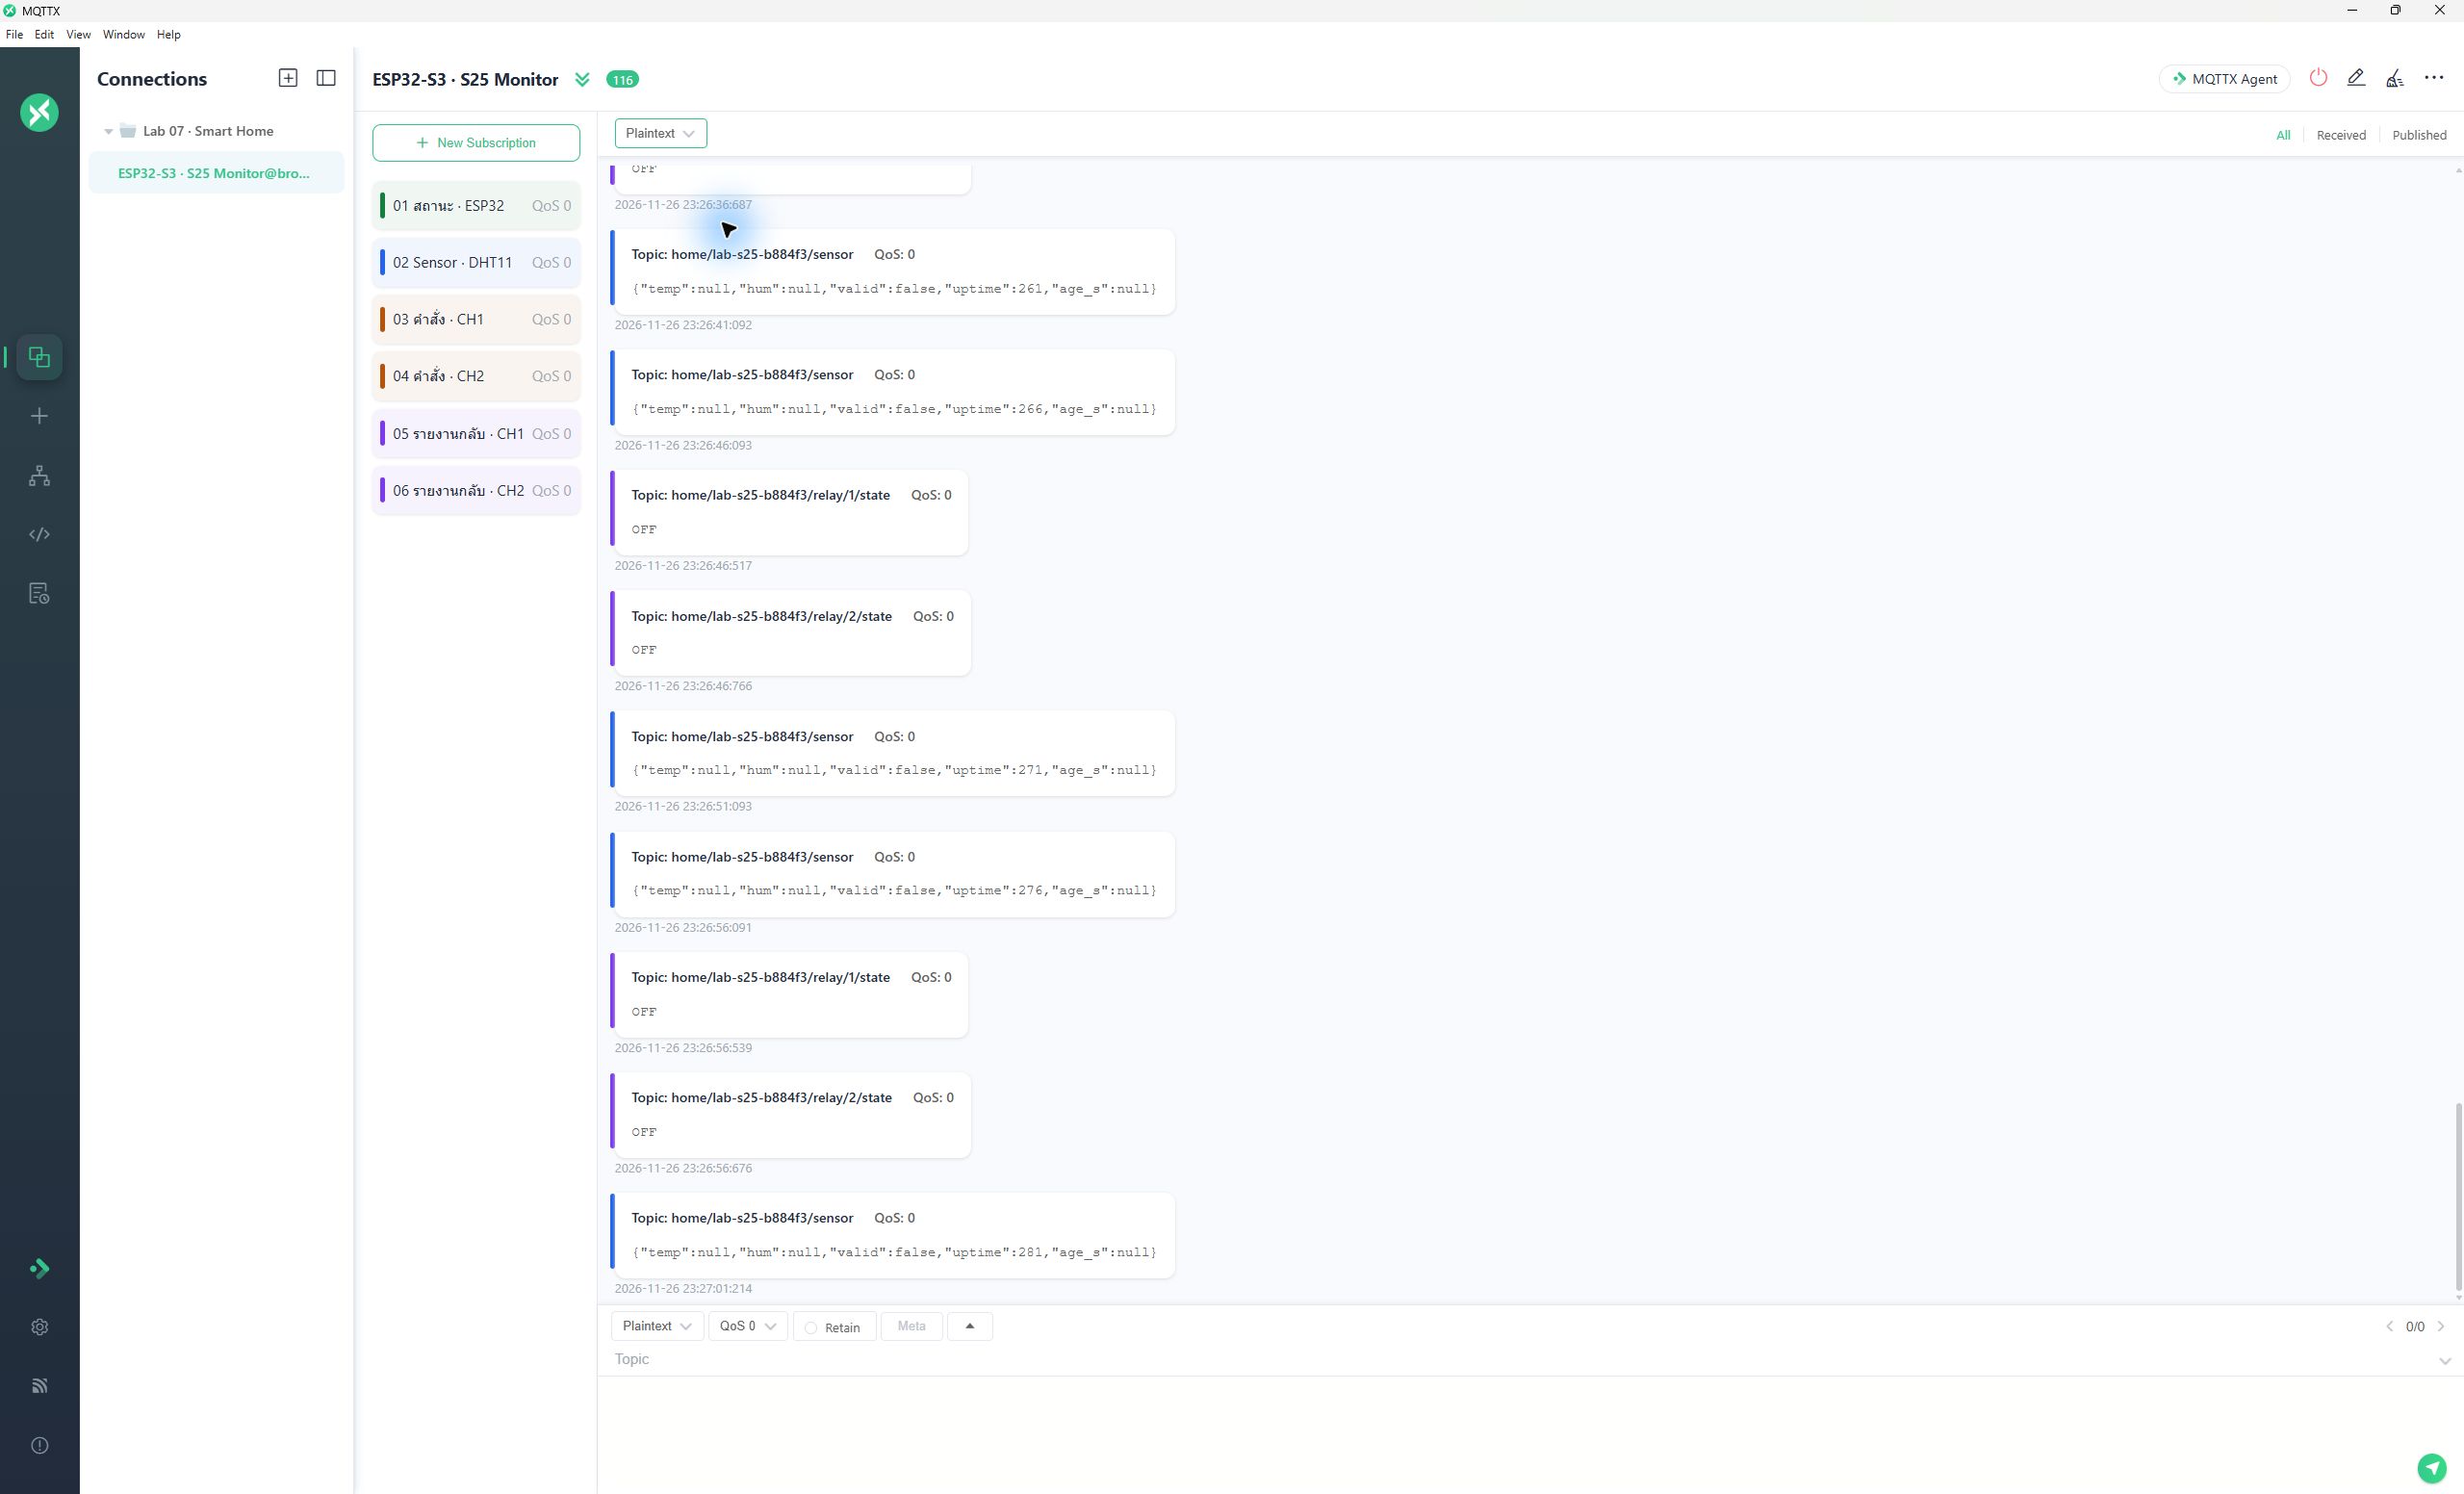 MQTTX
File Edit View Window Help
Connections
Lab 07 · Smart Home
ESP32-S3 · S25 Monitor@bro...
ESP32-S3 · S25 Monitor 116
MQTTX Agent
New Subscription
01 สถานะ · ESP32 QoS 0
02 Sensor · DHT11 QoS 0
03 คำสั่ง · CH1 QoS 0
04 คำสั่ง · CH2 QoS 0
05 รายงานกลับ · CH1 QoS 0
06 รายงานกลับ · CH2 QoS 0
Plaintext
All Received Published
OFF
2026-11-26 23:26:36:687
Topic: home/lab-s25-b884f3/sensor QoS: 0
{"temp":null,"hum":null,"valid":false,"uptime":261,"age_s":null}
2026-11-26 23:26:41:092
Topic: home/lab-s25-b884f3/sensor QoS: 0
{"temp":null,"hum":null,"valid":false,"uptime":266,"age_s":null}
2026-11-26 23:26:46:093
Topic: home/lab-s25-b884f3/relay/1/state QoS: 0
OFF
2026-11-26 23:26:46:517
Topic: home/lab-s25-b884f3/relay/2/state QoS: 0
OFF
2026-11-26 23:26:46:766
Topic: home/lab-s25-b884f3/sensor QoS: 0
{"temp":null,"hum":null,"valid":false,"uptime":271,"age_s":null}
2026-11-26 23:26:51:093
Topic: home/lab-s25-b884f3/sensor QoS: 0
{"temp":null,"hum":null,"valid":false,"uptime":276,"age_s":null}
2026-11-26 23:26:56:091
Topic: home/lab-s25-b884f3/relay/1/state QoS: 0
OFF
2026-11-26 23:26:56:539
Topic: home/lab-s25-b884f3/relay/2/state QoS: 0
OFF
2026-11-26 23:26:56:676
Topic: home/lab-s25-b884f3/sensor QoS: 0
{"temp":null,"hum":null,"valid":false,"uptime":281,"age_s":null}
2026-11-26 23:27:01:214
Plaintext QoS 0 Retain Meta 0/0
Topic